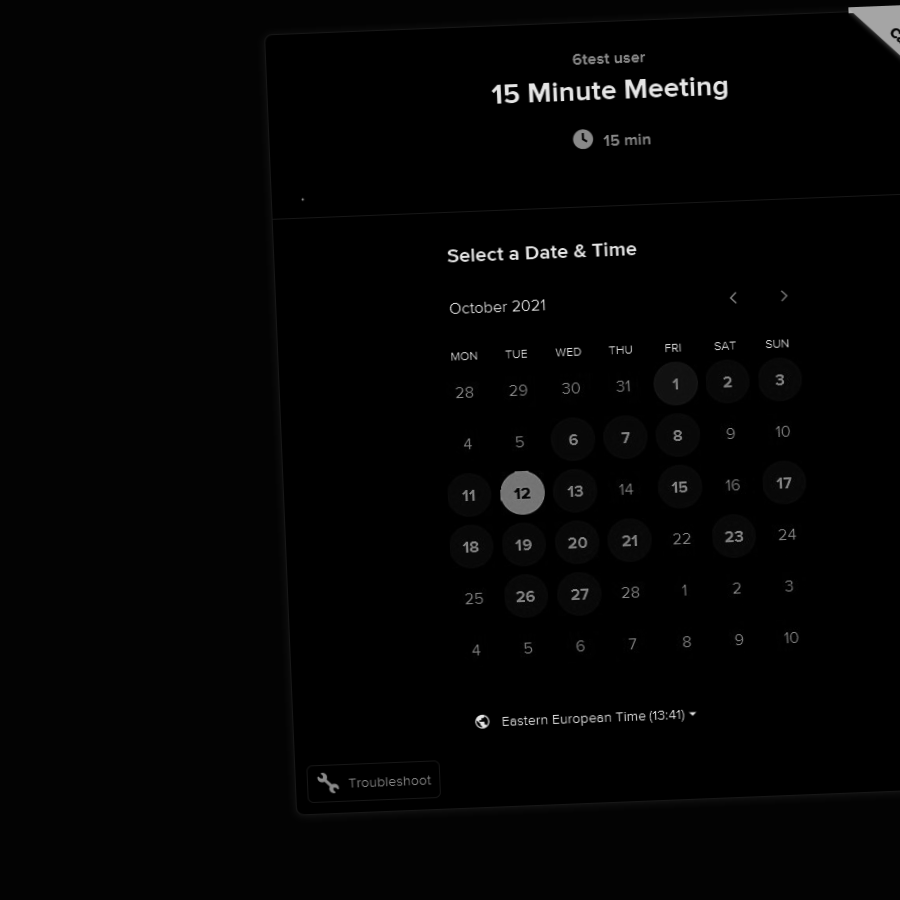 6test user
15 Minute Meeting
15 min
Select a Date & Time
October 2021
MON TUE WED THU FRI SAT SUN
28 29 30 31 1 2 3
4 5 6 7 8 9 10
11 12 13 14 15 16 17
18 19 20 21 22 23 24
25 26 27 28 1 2 3
4 5 6 7 8 9 10
Eastern European Time (13:41)
Troubleshoot